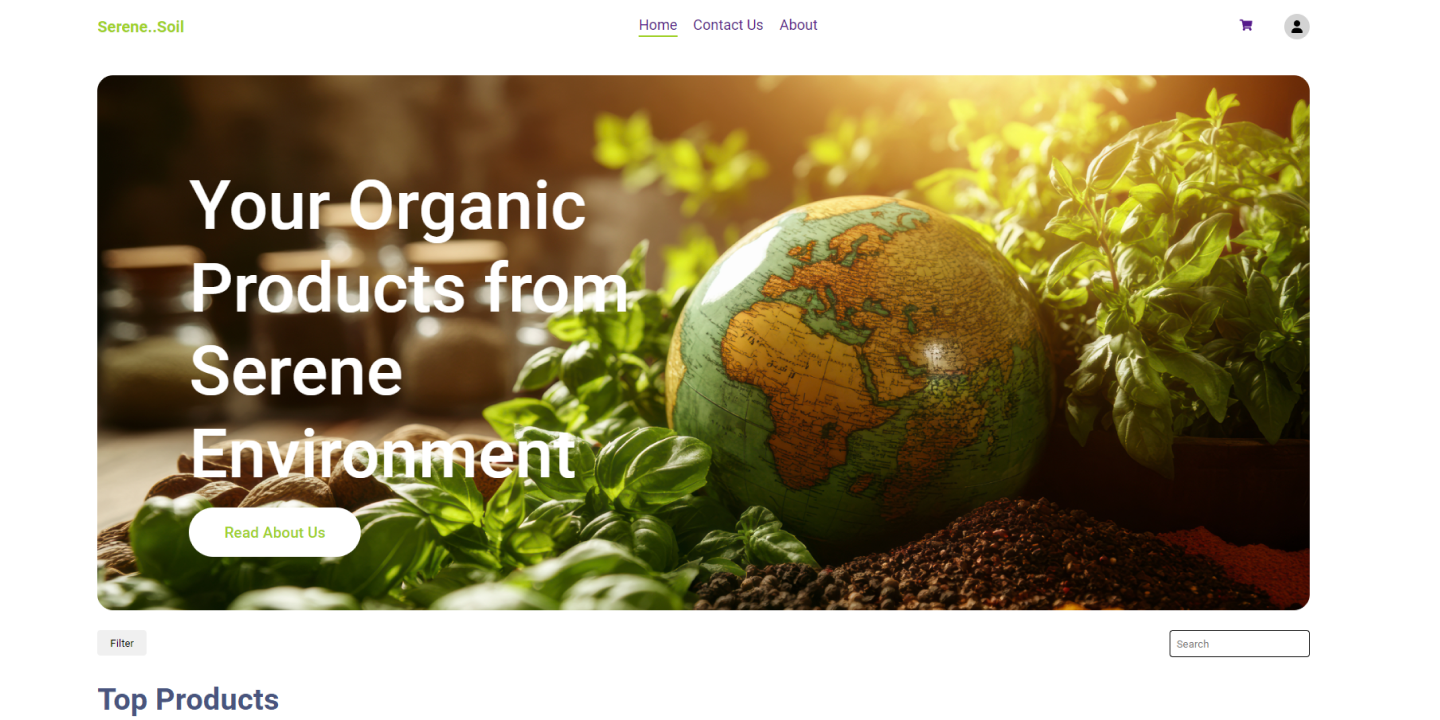 Serene..Soil
Home Contact Us About
Your Organic
Products from
Serene
Environment
Read About Us
Filter
Search
Top Products